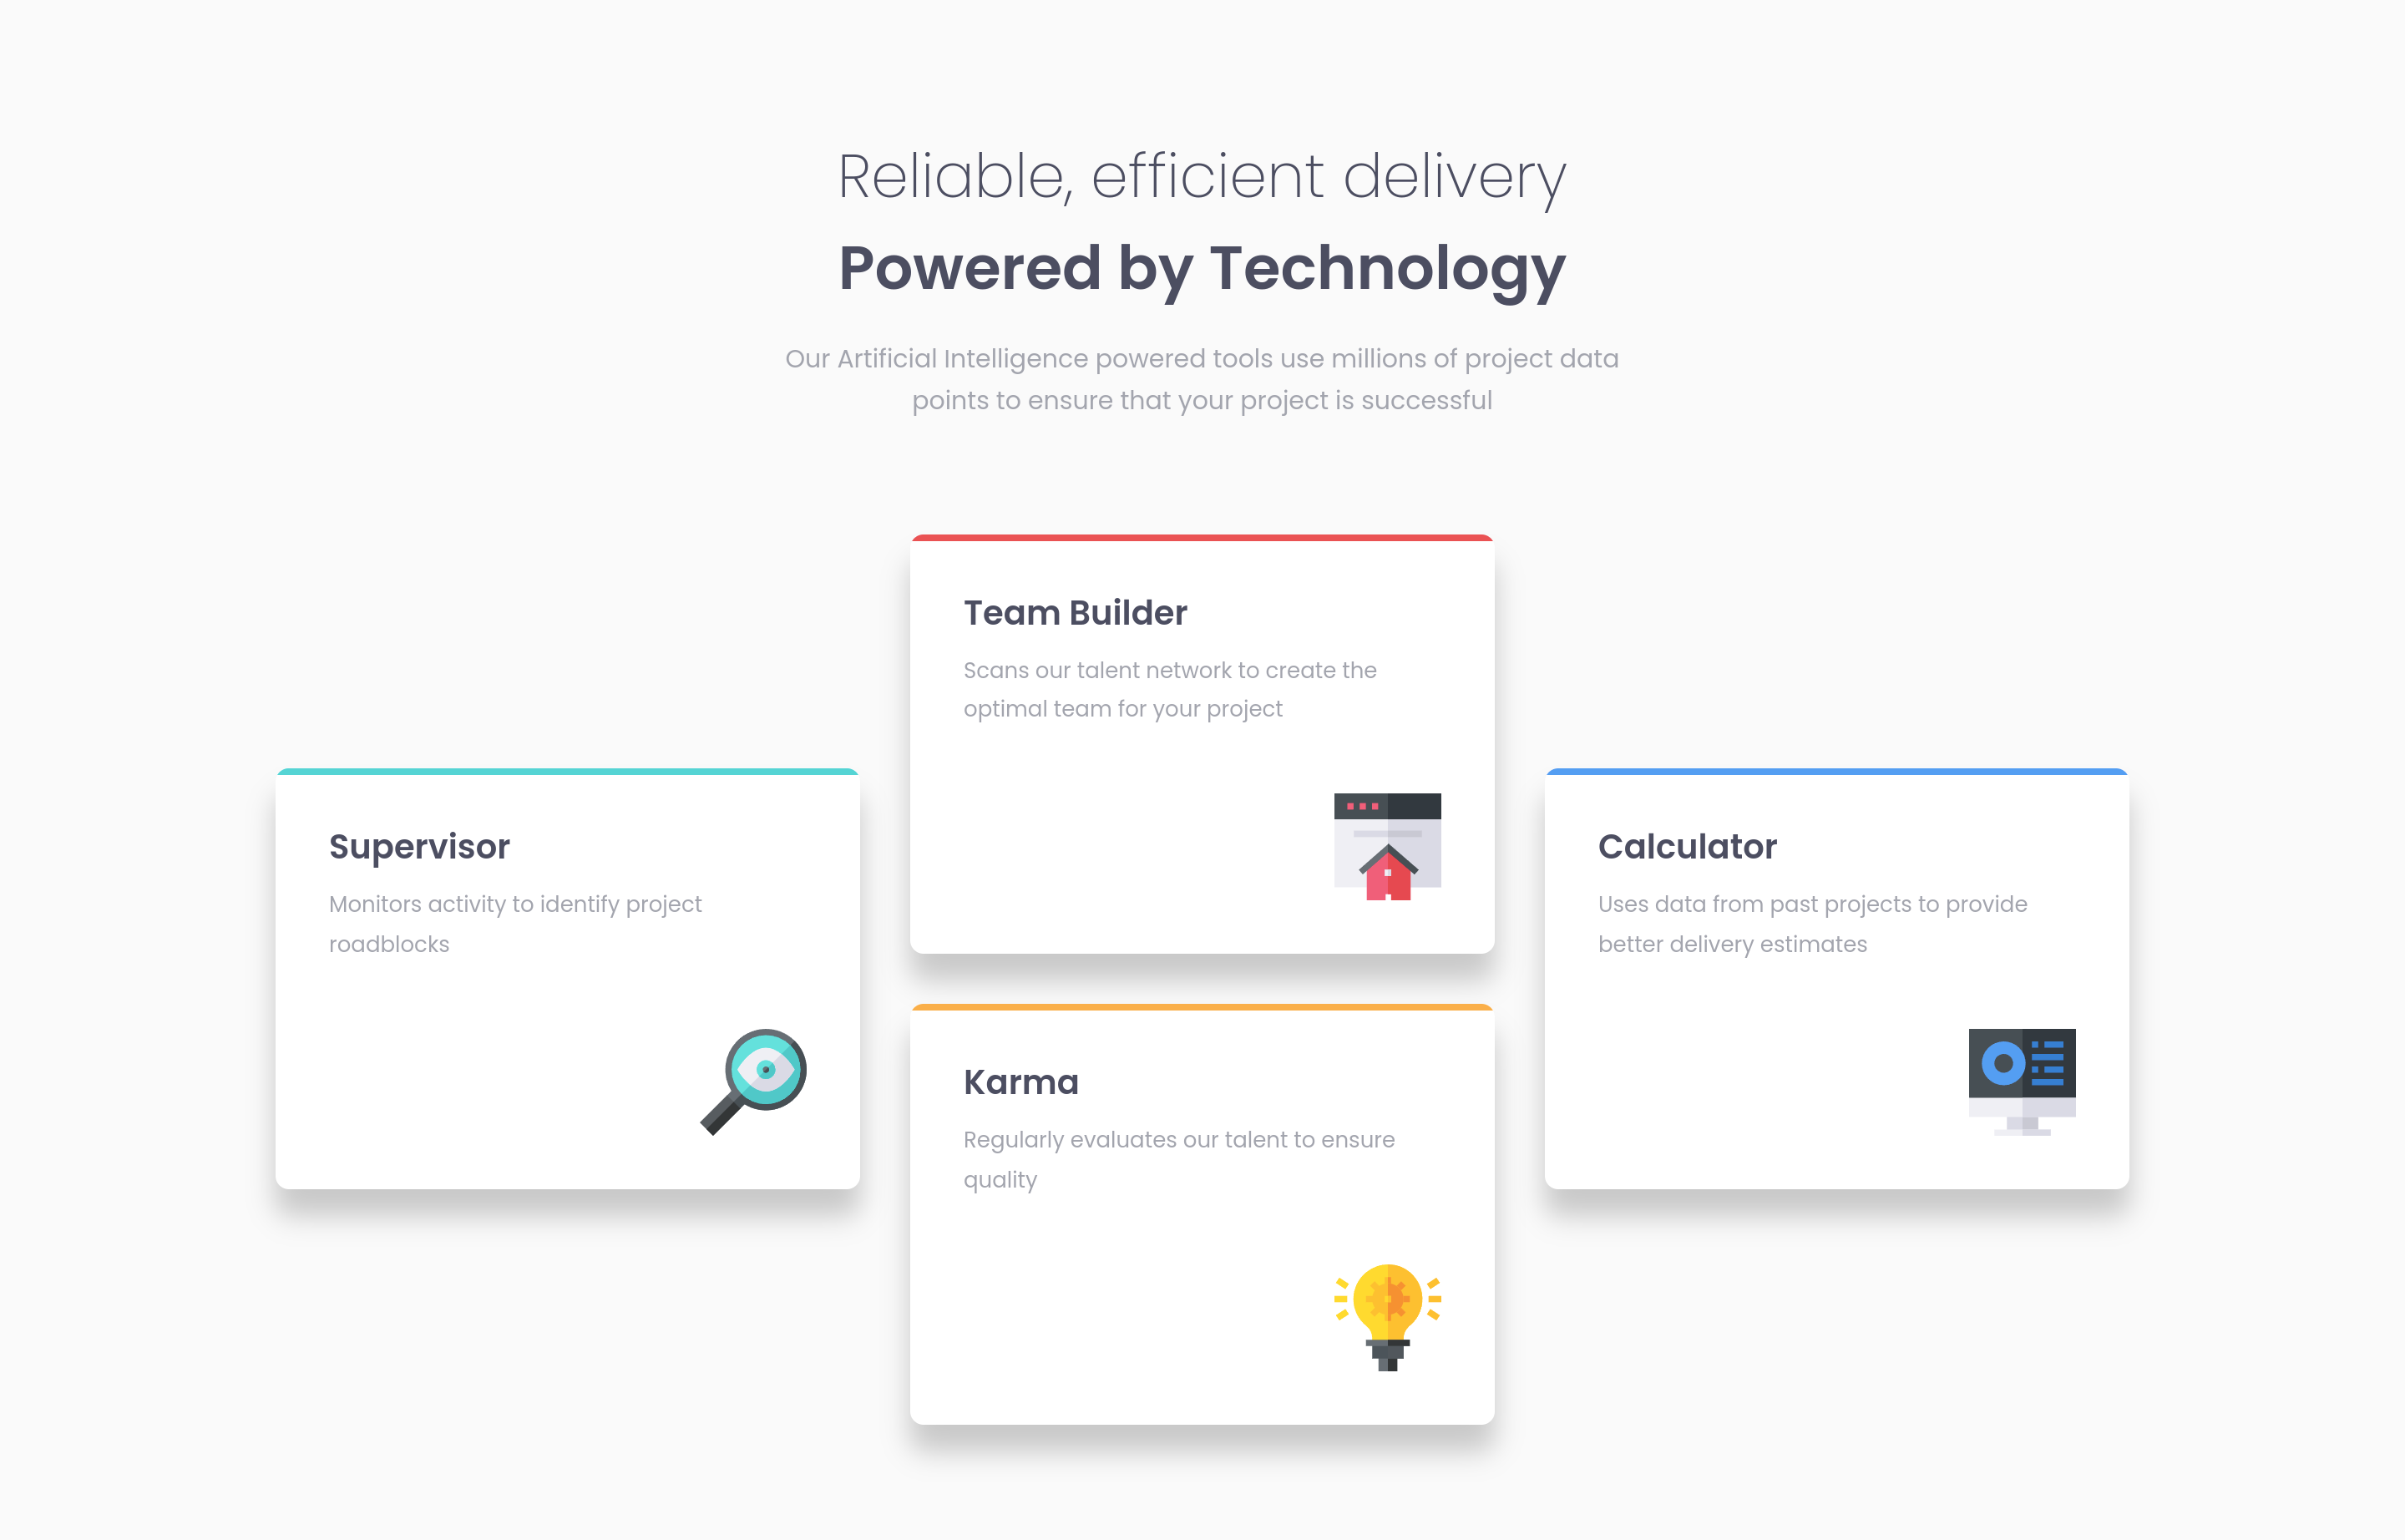 Reliable, efficient delivery
Powered by Technology
Our Artificial Intelligence powered tools use millions of project data
points to ensure that your project is successful
Supervisor
Monitors activity to identify project
roadblocks
Team Builder
Scans our talent network to create the
optimal team for your project
Karma
Regularly evaluates our talent to ensure
quality
Calculator
Uses data from past projects to provide
better delivery estimates